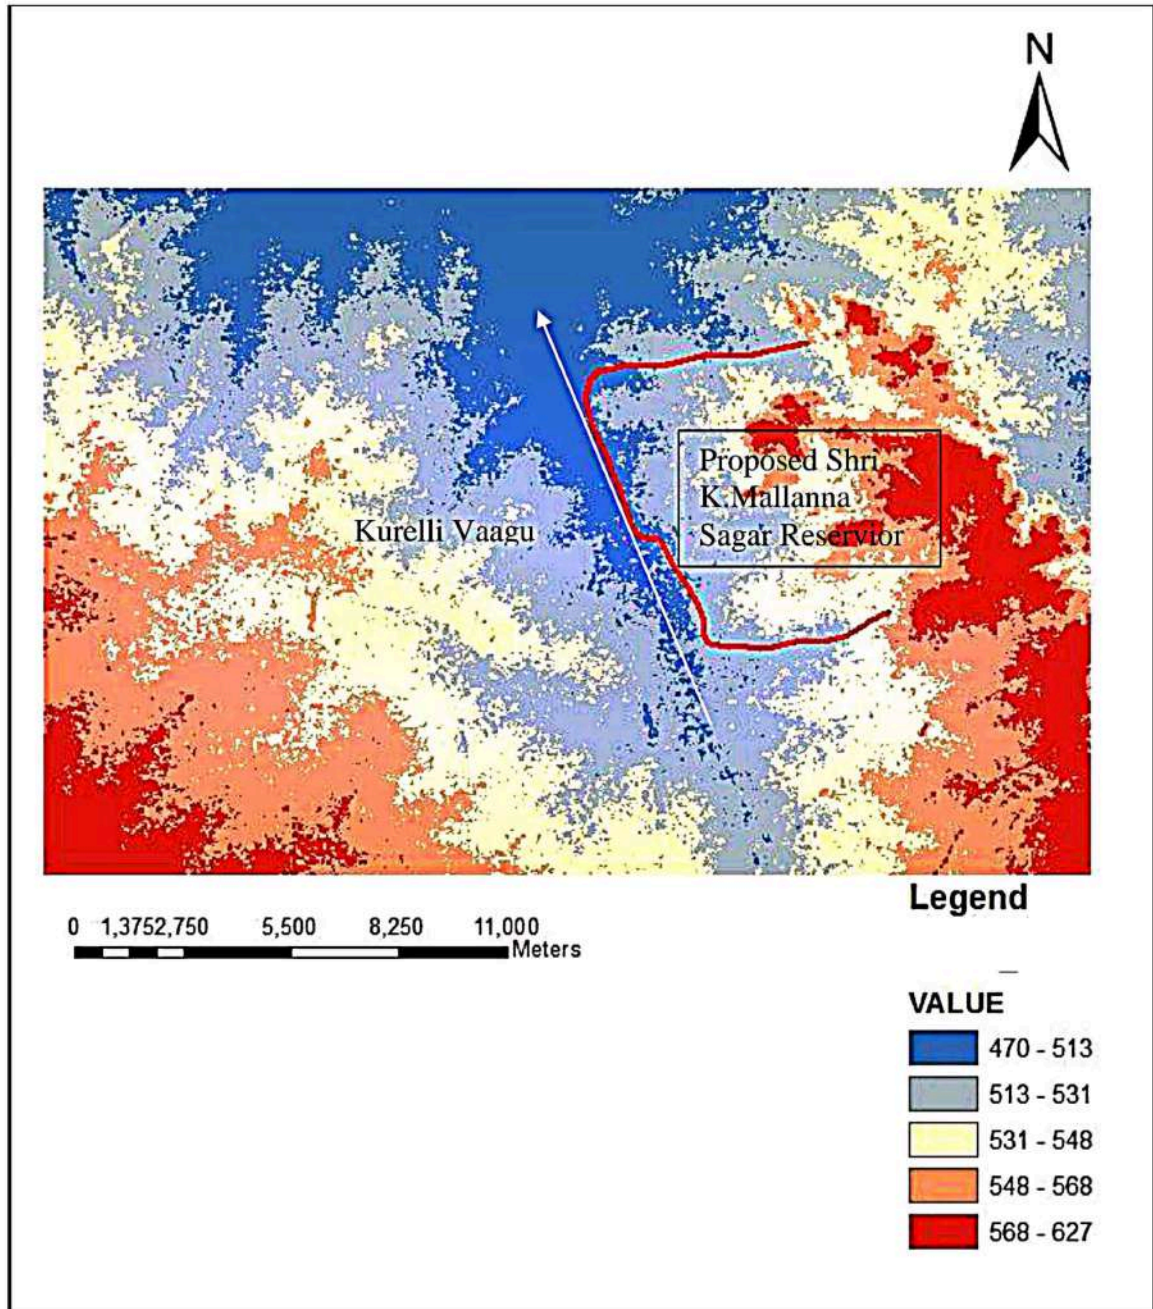 N
Proposed Shri
K.Mallanna
Sagar Reservior
Kurelli Vaagu
Legend
0 1,3752,750 5,500 8,250 11,000
Meters
VALUE
470 - 513
513 - 531
531 - 548
548 - 568
568 - 627